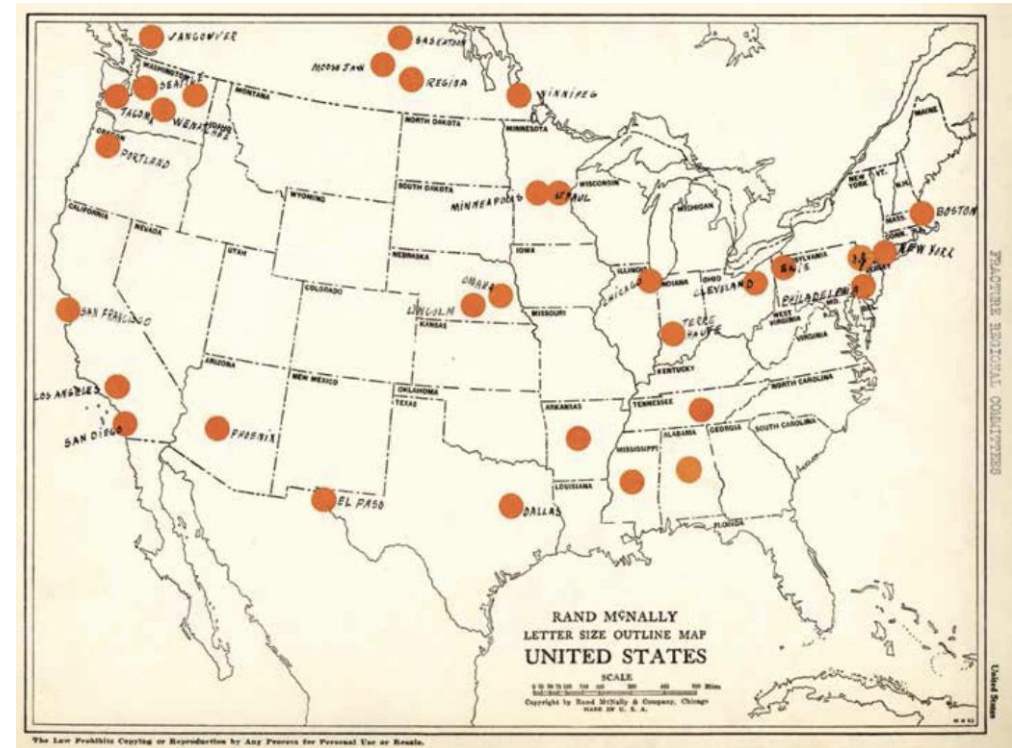 VANCOUVER
SASKATOON
MOOSE JAW
REGINA
WINNIPEG
WASHINGTON
SEATTLE
TACOMA
WENATCHEE
IDAHO
MONTANA
NORTH DAKOTA
MINNESOTA
MAINE
OREGON
PORTLAND
SOUTH DAKOTA
MINNEAPOLIS
ST PAUL
WISCONSIN
MICHIGAN
NEW YORK
VT.
N.H.
MASS.
BOSTON
CONN.
WYOMING
CALIFORNIA
NEVADA
UTAH
NEBRASKA
IOWA
ILLINOIS
INDIANA
OHIO
CHICAGO
CLEVELAND
ERIE
NEW YORK
PHILADELPHIA
COLORADO
OMAHA
LINCOLN
KANSAS
MISSOURI
TERRE
HAUTE
WEST
VIRGINIA
VIRGINIA
MD.
SAN FRANCISCO
KENTUCKY
ARIZONA
NEW MEXICO
OKLAHOMA
TEXAS
NORTH CAROLINA
TENNESSEE
ARKANSAS
LOS ANGELES
SAN DIEGO
PHOENIX
MISSISSIPPI
ALABAMA
GEORGIA
SOUTH CAROLINA
LOUISIANA
EL PASO
DALLAS
FLORIDA
FRACTURE REGIONAL COMMITTEES
RAND MCNALLY
LETTER SIZE OUTLINE MAP
UNITED STATES
SCALE
Miles
Copyright by Rand McNally & Company, Chicago
MADE IN U. S. A.
United States
The Law Prohibits Copying or Reproduction by Any Process for Personal Use or Resale.